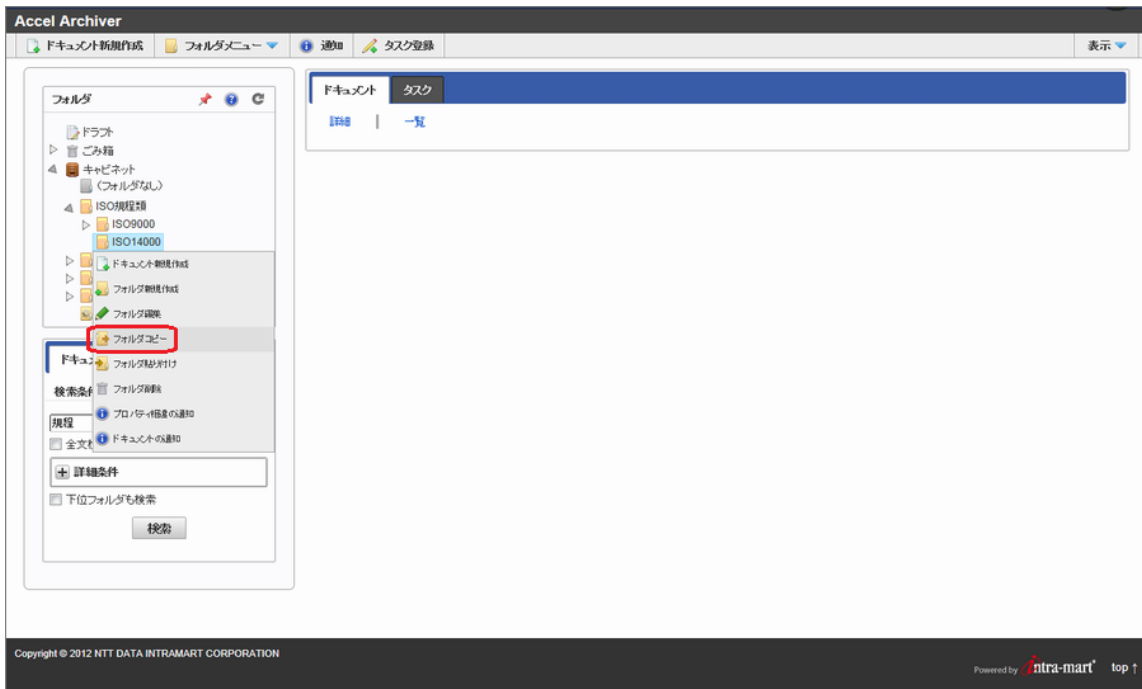 Accel Archiver
ドキュメント新規作成 フォルダメニュー 通知 タスク登録 表示
フォルダ
ドラフト
ごみ箱
キャビネット
(フォルダなし)
ISO規程類
ISO9000
ISO14000
ドキュメント新規作成
フォルダ新規作成
フォルダ編集
フォルダコピー
フォルダ貼り付け
フォルダ削除
プロパティ権限の通知
ドキュメントの通知
ドキュ
検索条件
規程
全文検
詳細条件
下位フォルダも検索
検索
ドキュメント タスク
詳細 | 一覧
Copyright © 2012 NTT DATA INTRAMART CORPORATION
Powered by intra-mart® top ↑